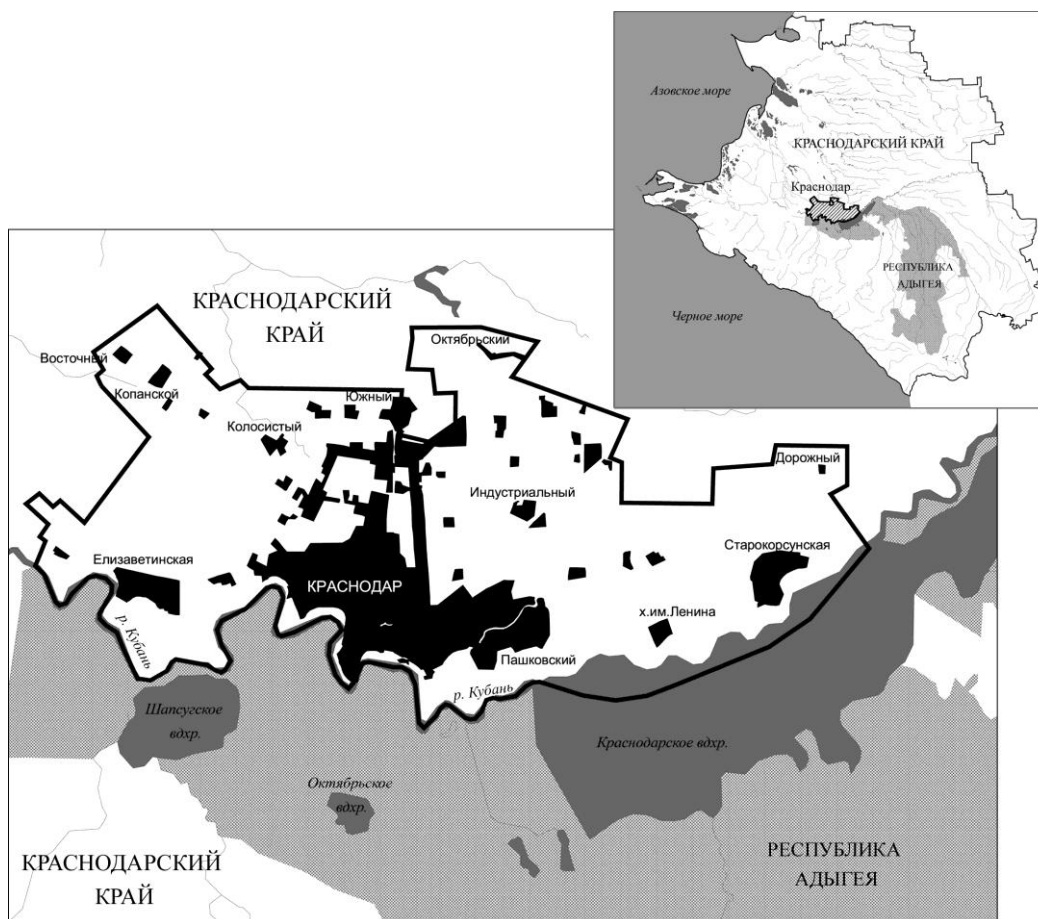 Азовское море
КРАСНОДАРСКИЙ КРАЙ
Краснодар
РЕСПУБЛИКА
АДЫГЕЯ
Черное море
КРАСНОДАРСКИЙ
КРАЙ
Октябрьский
Восточный
Копанской
Южный
Колосистый
Дорожный
Индустриальный
Старокорсунская
Елизаветинская
КРАСНОДАР
х.им.Ленина
р. Кубань
Пашковский
р. Кубань
Шапсугское
вдхр.
Краснодарское вдхр.
Октябрьское
вдхр.
КРАСНОДАРСКИЙ
КРАЙ
РЕСПУБЛИКА
АДЫГЕЯ